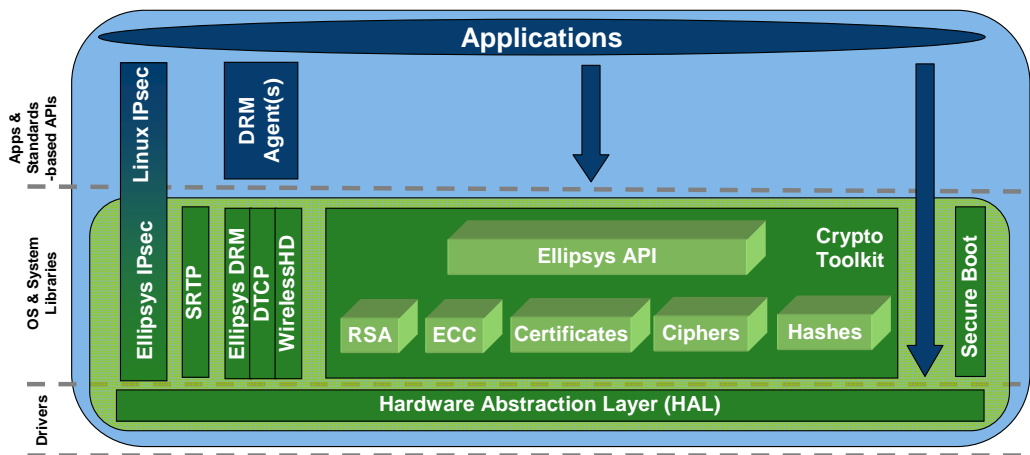 Applications
Apps &
Standards
-based APIs
Linux IPsec
DRM
Agent(s)
OS & System
Libraries
Ellipsys IPsec
SRTP
Ellipsys DRM
DTCP
WirelessHD
Ellipsys API
Crypto
Toolkit
RSA
ECC
Certificates
Ciphers
Hashes
Secure Boot
Drivers
Hardware Abstraction Layer (HAL)